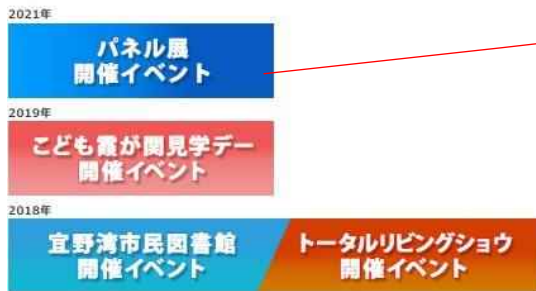 2021年
パネル展
開催イベント
2019年
こども霞が関見学デー
開催イベント
2018年
宜野湾市民図書館
開催イベント
トータルリビングショウ
開催イベント